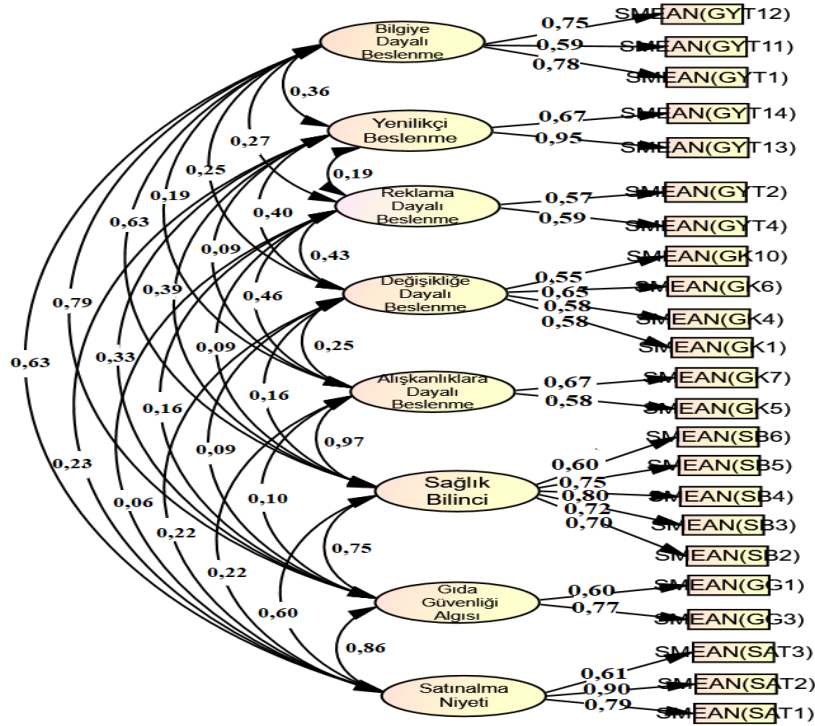 Bilgiye
Dayalı
Beslenme
Yenilikçi
Beslenme
Reklama
Dayalı
Beslenme
Değişikliğe
Dayalı
Beslenme
Alışkanlıklara
Dayalı
Beslenme
Sağlık
Bilinci
Gıda
Güvenliği
Algısı
Satınalma
Niyeti
0,75 SMEAN(GYT12)
0,59 SMEAN(GYT11)
0,78 SMEAN(GYT1)
0,67 SMEAN(GYT14)
0,95 SMEAN(GYT13)
0,57 SMEAN(GYT2)
0,59 SMEAN(GYT4)
0,55 SMEAN(GK10)
0,65 SMEAN(GK6)
0,58 SMEAN(GK4)
0,58 SMEAN(GK1)
0,67 SMEAN(GK7)
0,58 SMEAN(GK5)
0,60 SMEAN(SB6)
0,75 SMEAN(SB5)
0,80 SMEAN(SB4)
0,72 SMEAN(SB3)
0,70 SMEAN(SB2)
0,60 SMEAN(GG1)
0,77 SMEAN(GG3)
0,61 SMEAN(SAT3)
0,90 SMEAN(SAT2)
0,79 SMEAN(SAT1)
0,36
0,27
0,25
0,19
0,19
0,63
0,40
0,09
0,43
0,79
0,39
0,46
0,63
0,33
0,09
0,25
0,16
0,16
0,09
0,97
0,23
0,06
0,10
0,22
0,75
0,22
0,60
0,86